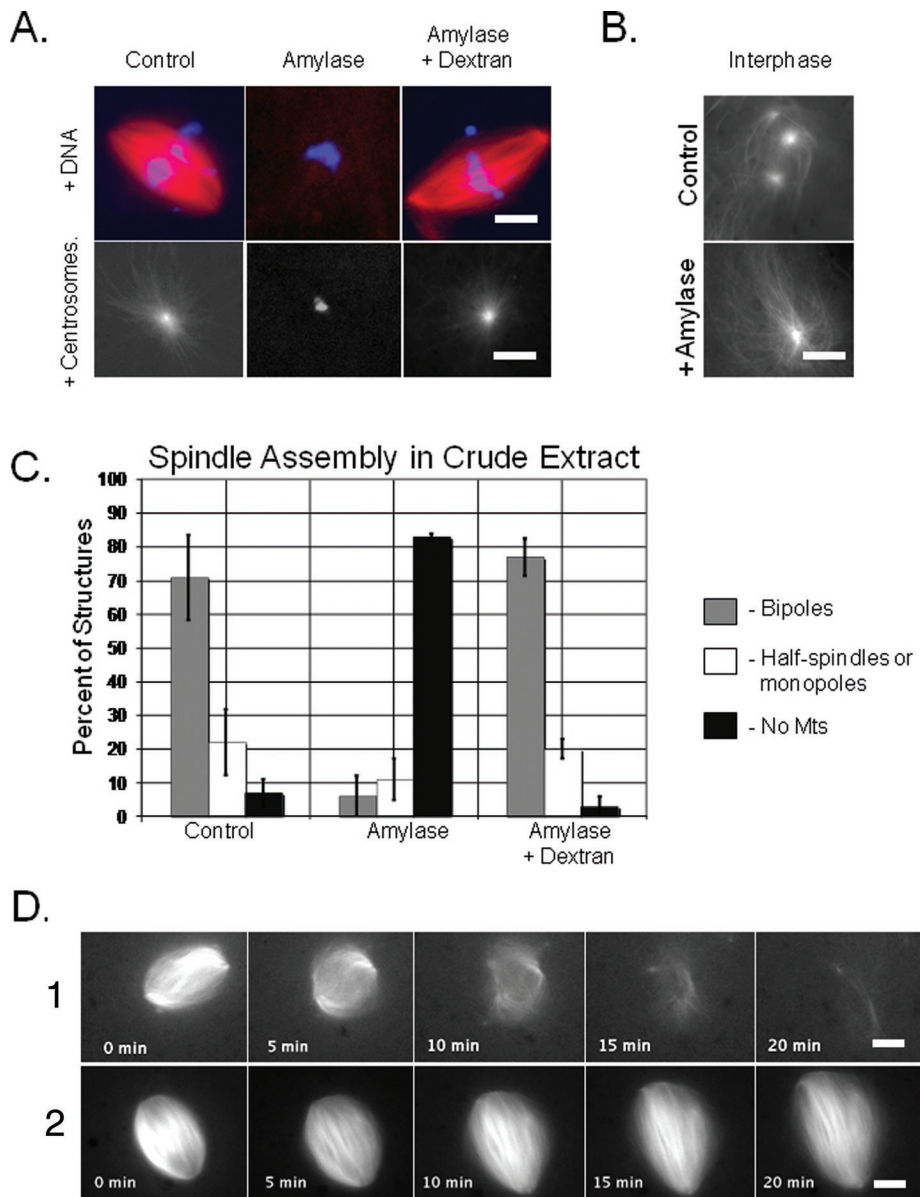 A.
Control
Amylase
Amylase
+ Dextran
+ DNA
+ Centrosomes.
B.
Interphase
Control
+ Amylase
C.
Spindle Assembly in Crude Extract
Percent of Structures
100
90
80
70
60
50
40
30
20
10
0
Control
Amylase
Amylase
+ Dextran
- Bipoles
- Half-spindles or
monopoles
- No Mts
D.
1
0 min
5 min
10 min
15 min
20 min
2
0 min
5 min
10 min
15 min
20 min